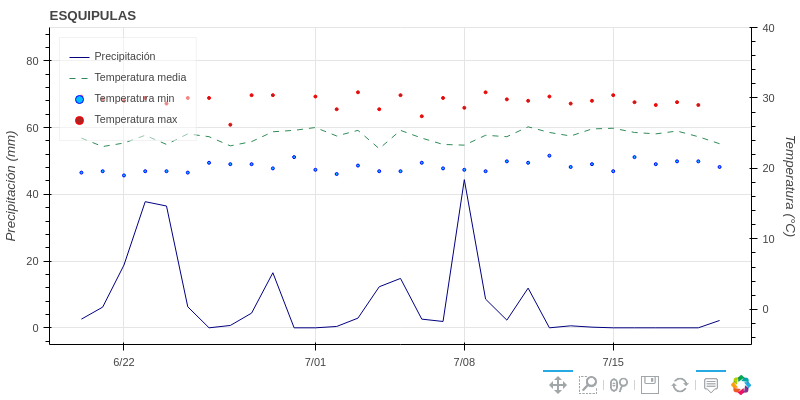 ESQUIPULAS
Precipitación
Temperatura media
Temperatura min
Temperatura max
80
60
40
20
0
Precipitación (mm)
40
30
20
10
0
Temperatura (°C)
6/22
7/01
7/08
7/15